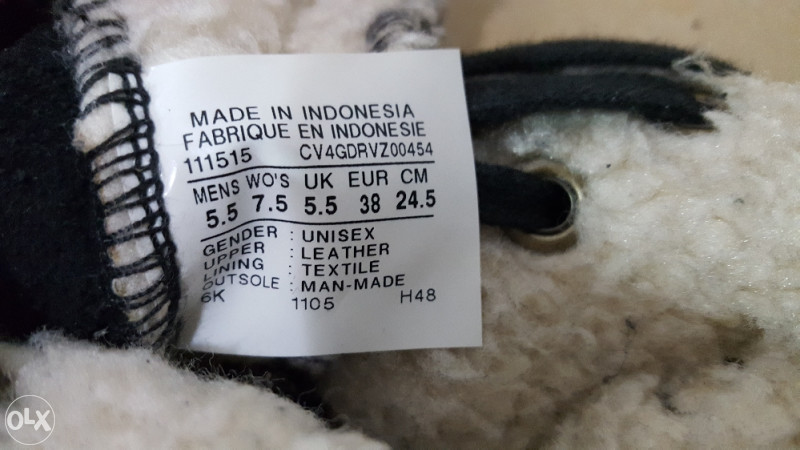 MADE IN INDONESIA
FABRIQUE EN INDONESIE
111515 CV4GDRVZ00454
MENS WO'S UK EUR CM
5.5 7.5 5.5 38 24.5
GENDER : UNISEX
UPPER : LEATHER
LINING : TEXTILE
OUTSOLE : MAN-MADE
6K 1105 H48
OLX